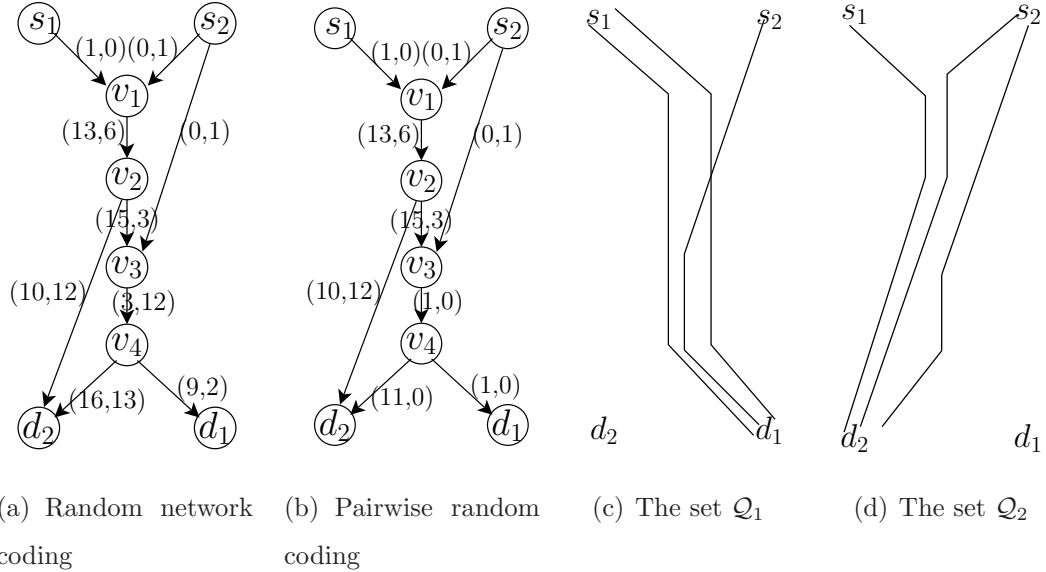 s1 s2
(1,0)(0,1)
v1
(13,6) (0,1)
v2
(15,3)
v3
(10,12) (3,12)
v4
(16,13) (9,2)
d2 d1
(a) Random network
coding
s1 s2
(1,0)(0,1)
v1
(13,6) (0,1)
v2
(15,3)
v3
(10,12) (1,0)
v4
(11,0) (1,0)
d2 d1
(b) Pairwise random
coding
s1 s2
d2 d1
(c) The set Q1
s1 s2
d2 d1
(d) The set Q2